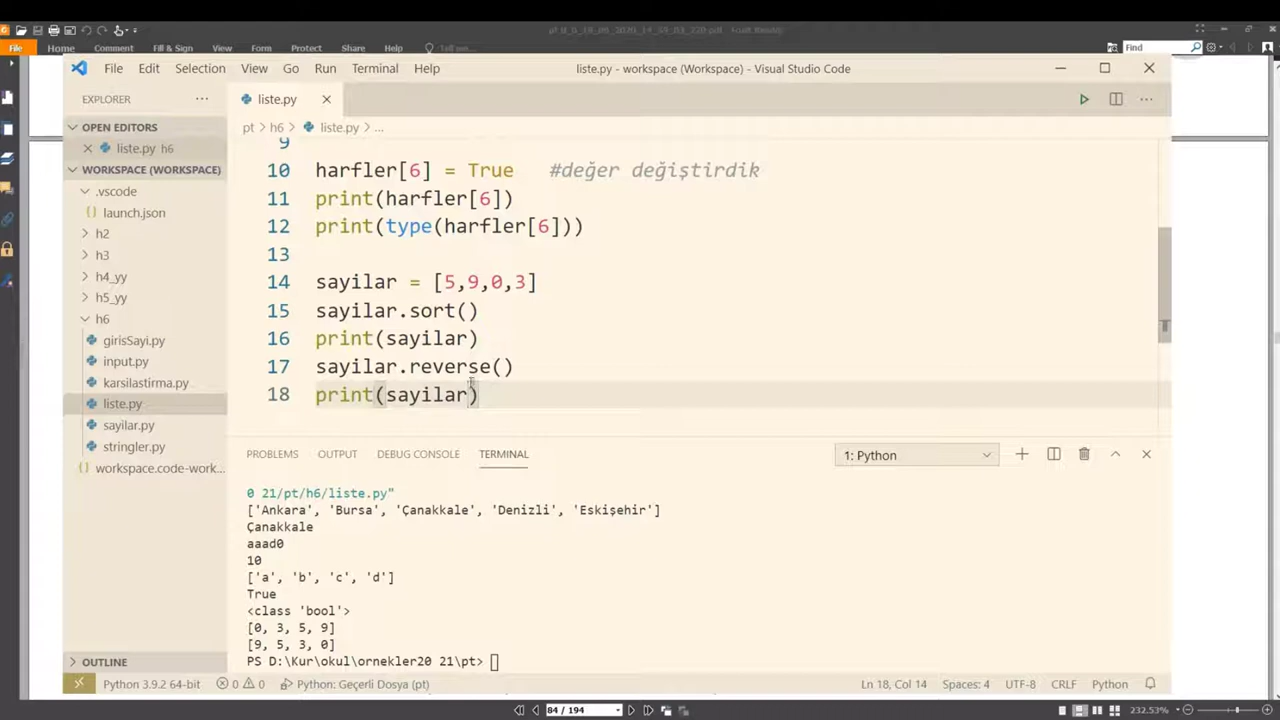 File Home Comment Fill & Sign View Form Protect Share Help Find
File Edit Selection View Go Run Terminal Help liste.py - workspace (Workspace) - Visual Studio Code
EXPLORER ... liste.py
OPEN EDITORS
liste.py h6
WORKSPACE (WORKSPACE)
.vscode
launch.json
h2
h3
h4_yy
h5_yy
h6
girisSayi.py
input.py
karsilastirma.py
liste.py
sayilar.py
stringler.py
workspace.code-work...
OUTLINE
pt > h6 > liste.py > ...
9
10 harfler[6] = True #değer değiştirdik
11 print(harfler[6])
12 print(type(harfler[6]))
13
14 sayilar = [5,9,0,3]
15 sayilar.sort()
16 print(sayilar)
17 sayilar.reverse()
18 print(sayilar)
PROBLEMS OUTPUT DEBUG CONSOLE TERMINAL 1: Python
0 21/pt/h6/liste.py"
['Ankara', 'Bursa', 'Çanakkale', 'Denizli', 'Eskişehir']
Çanakkale
aaad0
10
['a', 'b', 'c', 'd']
True
<class 'bool'>
[0, 3, 5, 9]
[9, 5, 3, 0]
PS D:\Kur\okul\ornekler20 21\pt>
Python 3.9.2 64-bit 0 0 Python: Geçerli Dosya (pt) Ln 18, Col 14 Spaces: 4 UTF-8 CRLF Python
84 / 194 232.53%